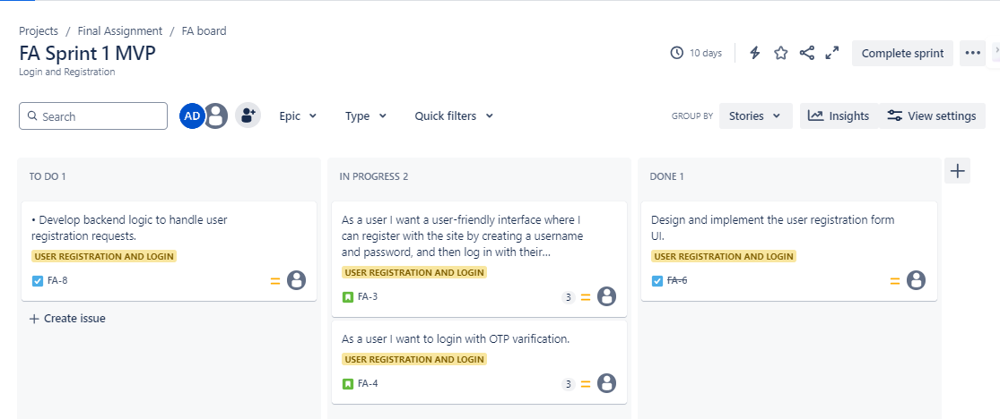 Projects / Final Assignment / FA board
FA Sprint 1 MVP
Login and Registration
10 days
Complete sprint
Search
AD
Epic
Type
Quick filters
GROUP BY
Stories
Insights
View settings
TO DO 1
• Develop backend logic to handle user
registration requests.
USER REGISTRATION AND LOGIN
FA-8
+ Create issue
IN PROGRESS 2
As a user I want a user-friendly interface where I
can register with the site by creating a username
and password, and then log in with their...
USER REGISTRATION AND LOGIN
FA-3
3
As a user I want to login with OTP varification.
USER REGISTRATION AND LOGIN
FA-4
3
DONE 1
Design and implement the user registration form
UI.
USER REGISTRATION AND LOGIN
FA-6